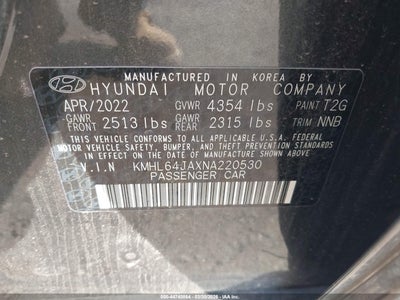 MANUFACTURED IN KOREA BY
HYUNDAI MOTOR COMPANY
APR/2022 GVWR 4354 lbs PAINT T2G
GAWR FRONT 2513 lbs GAWR REAR 2315 lbs TRIM NNB
THIS VEHICLE CONFORMS TO ALL APPLICABLE U.S.A. FEDERAL
MOTOR VEHICLE SAFETY, BUMPER, AND THEFT PREVENTION
STANDARDS IN EFFECT ON THE DATE OF MANUFACTURE
V.I.N KMHL64JAXNA220530
PASSENGER CAR
IAA Inc.